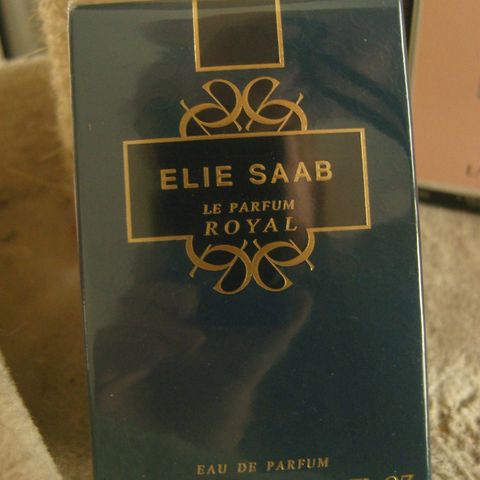 ELIE SAAB
LE PARFUM
ROYAL
EAU DE PARFUM